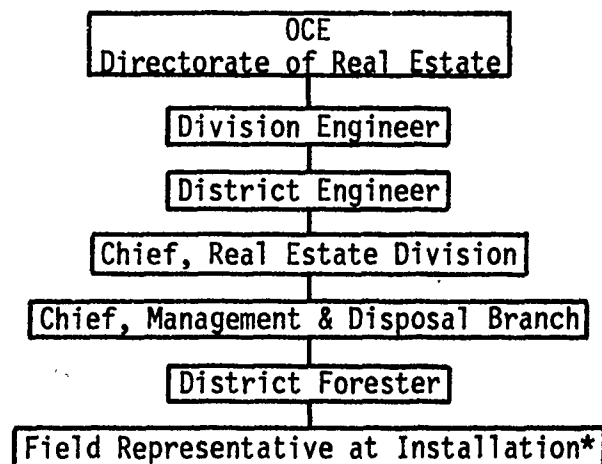 OCE
Directorate of Real Estate
Division Engineer
District Engineer
Chief, Real Estate Division
Chief, Management & Disposal Branch
District Forester
Field Representative at Installation*